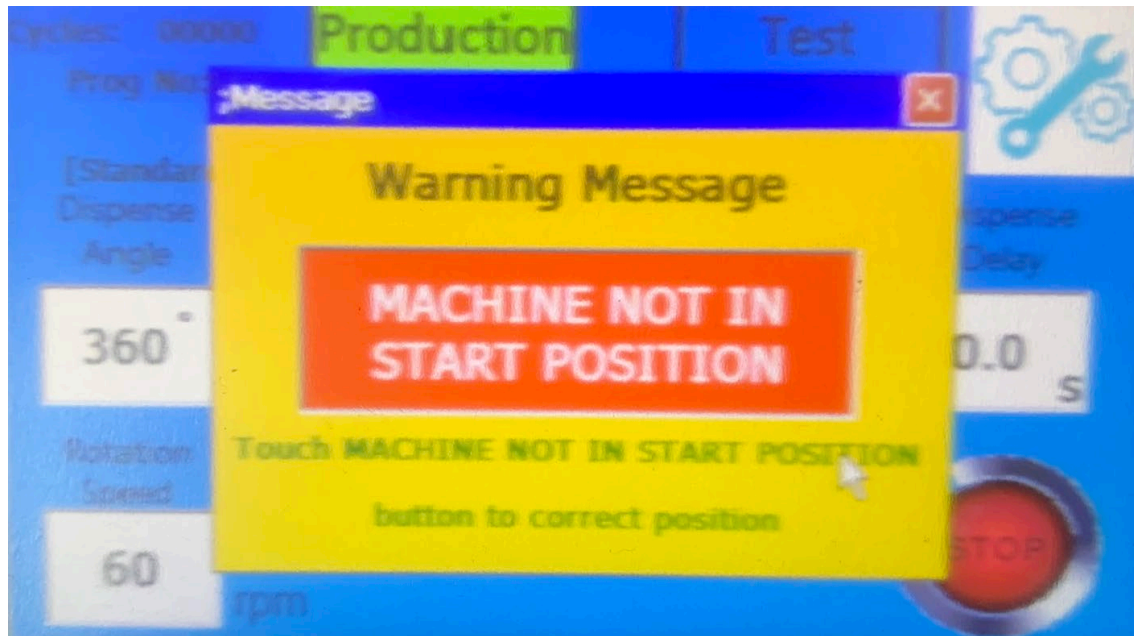 Cycles: 00000
Production
Test
Prog No:
;Message
Warning Message
[Standard
Dispense
Angle
Delay
360 °
MACHINE NOT IN
START POSITION
0.0
s
Touch MACHINE NOT IN START POSITION
button to correct position
Rotation
Speed
60
rpm
STOP